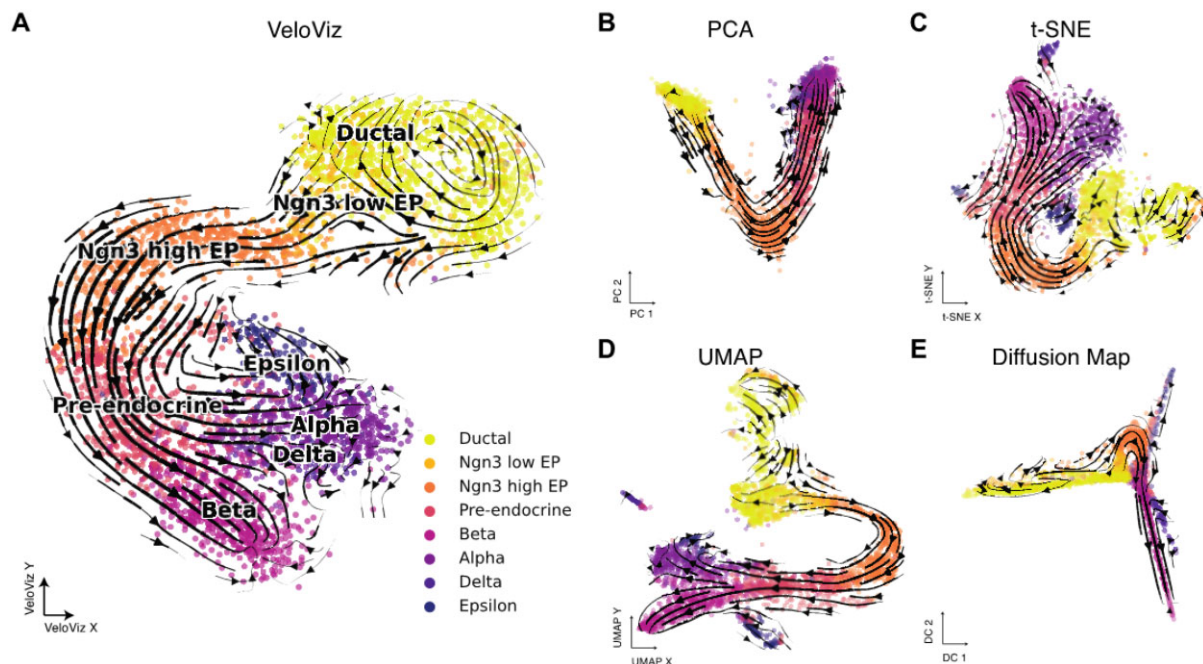 A
VeloViz
Ductal
Ngn3 low EP
Ngn3 high EP
Epsilon
Pre-endocrine
Alpha
Delta
Beta
VeloViz Y
VeloViz X
Ductal
Ngn3 low EP
Ngn3 high EP
Pre-endocrine
Beta
Alpha
Delta
Epsilon
B
PCA
PC 2
PC 1
C
t-SNE
t-SNE Y
t-SNE X
D
UMAP
UMAP Y
UMAP X
E
Diffusion Map
DC 2
DC 1